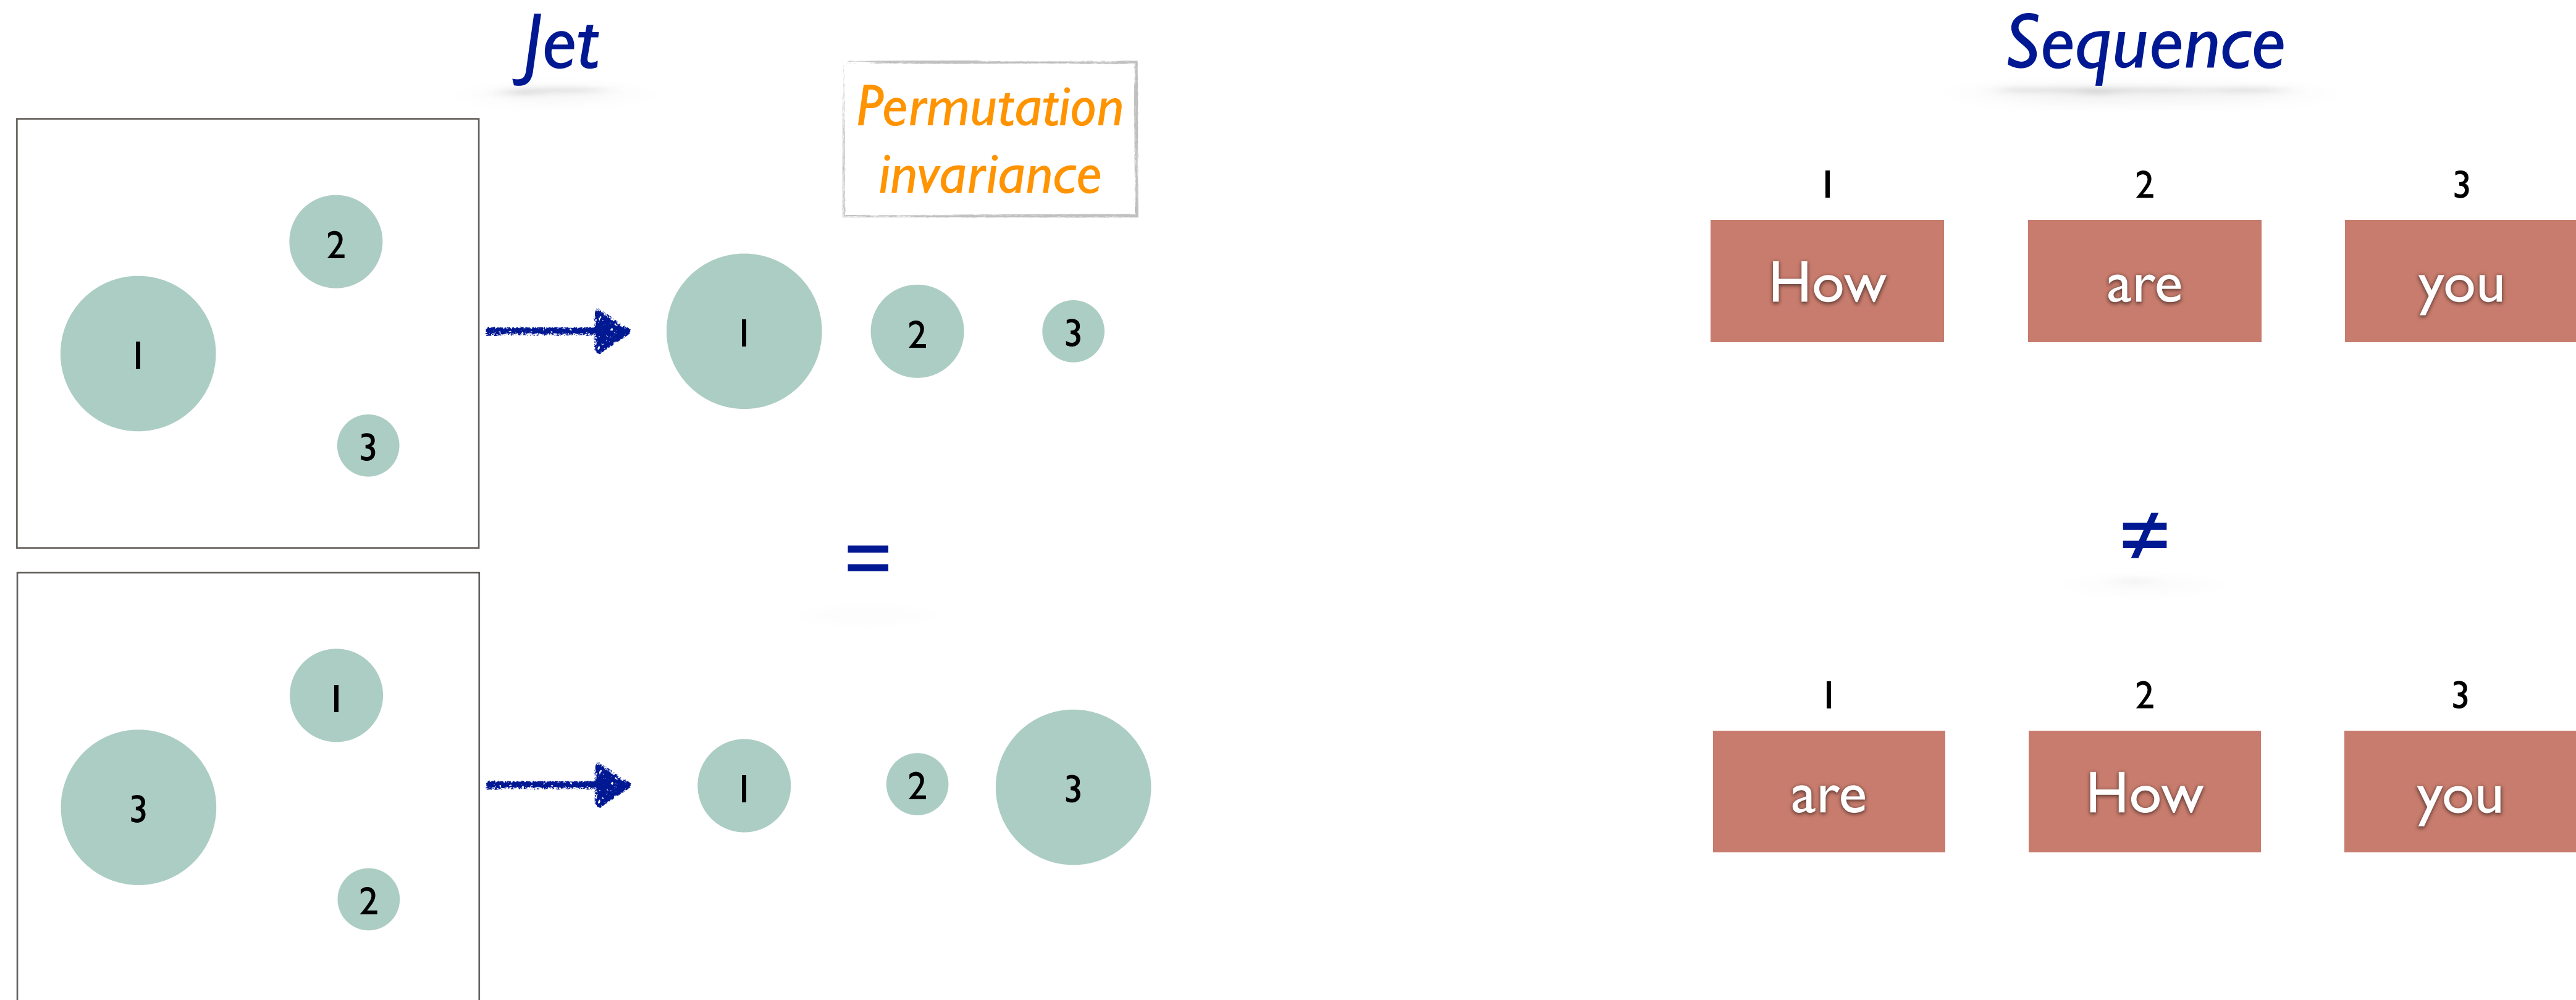 Jet
Permutation
invariance
2
1
3
1 2 3
=
1
3
2
1 2 3
Sequence
1 2 3
How are you
≠
1 2 3
are How you